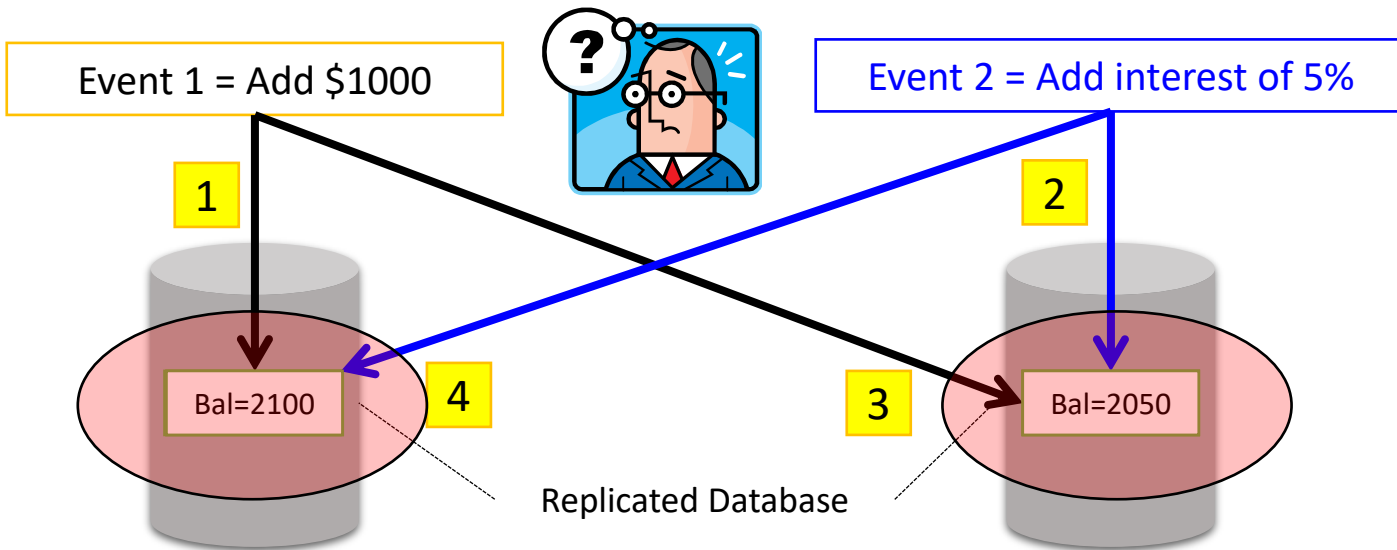 Event 1 = Add $1000
?
Event 2 = Add interest of 5%
1
2
Bal=2100
4
3
Bal=2050
Replicated Database